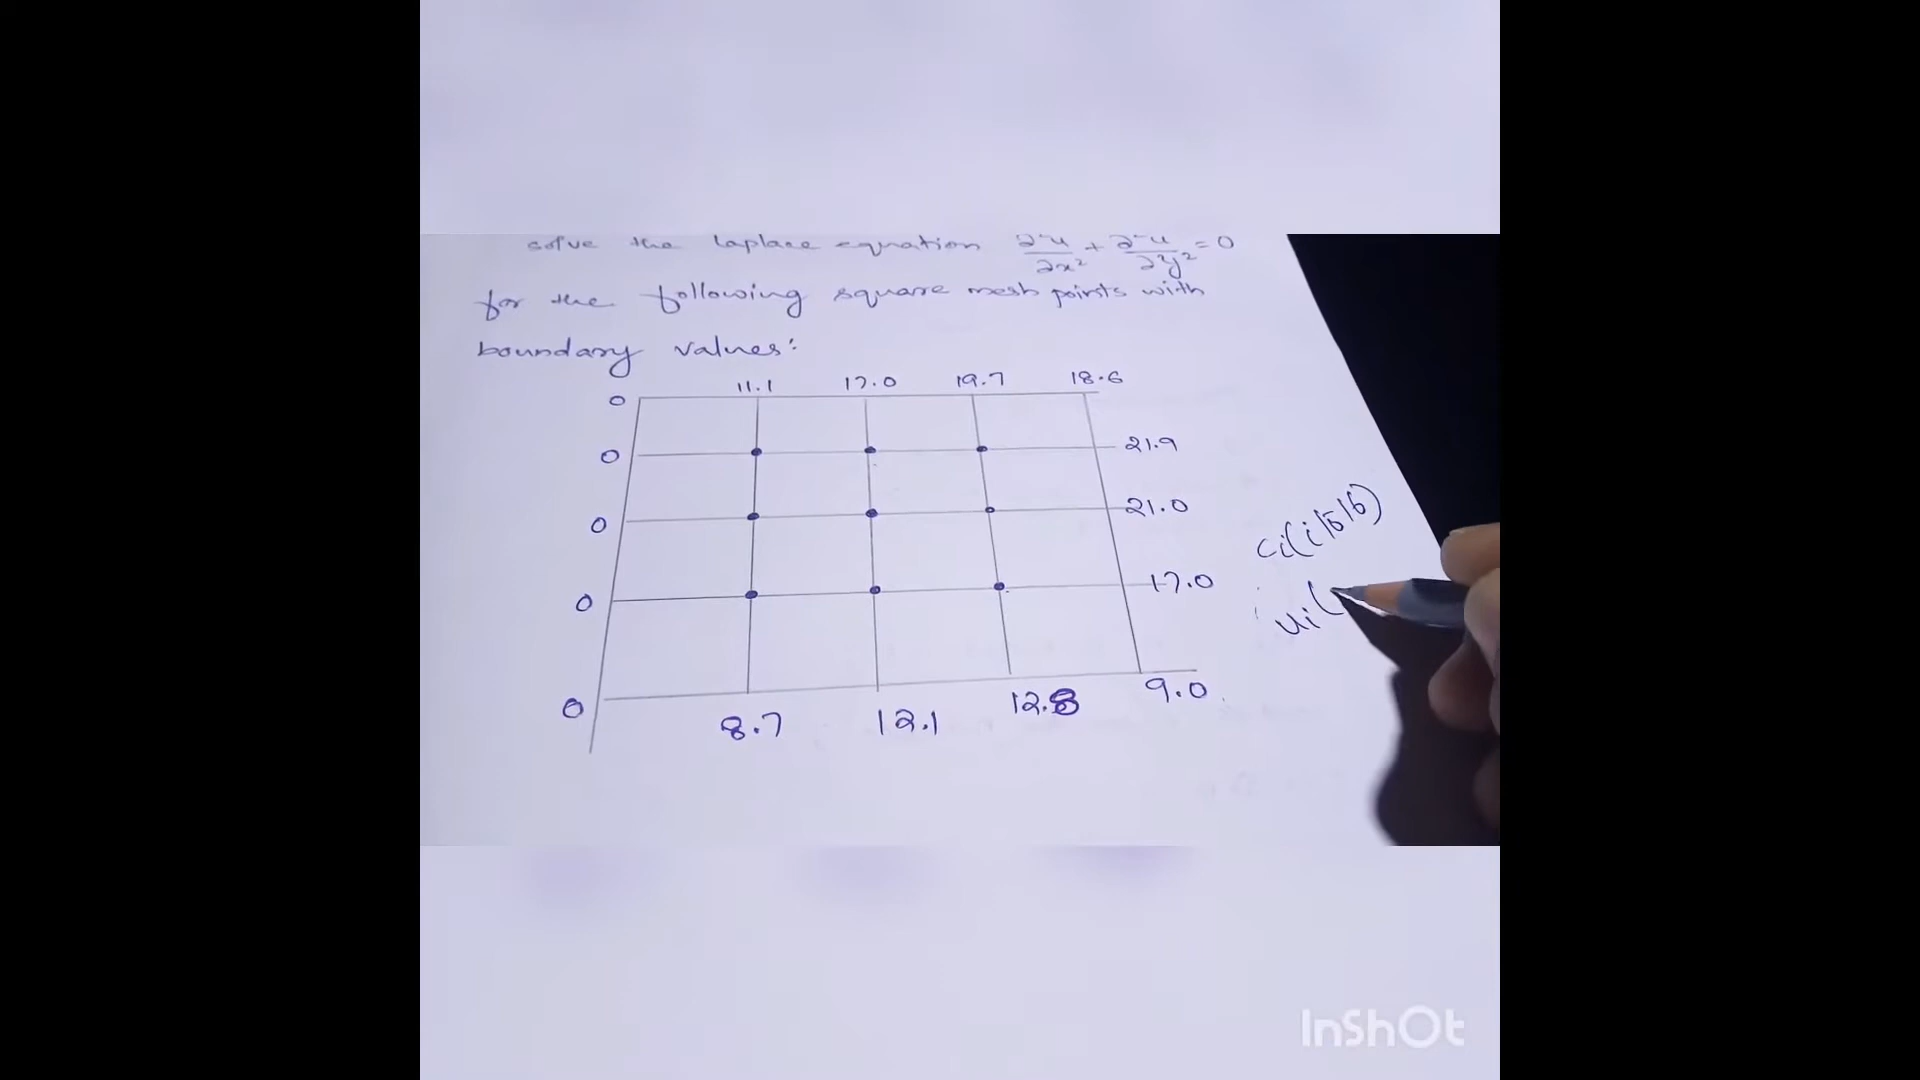 solve the laplace equation ∂²u/∂x² + ∂²u/∂y² = 0
for the following square mesh points with
boundary values:
11.1 17.0 19.7 18.6
0
0 21.9
0 21.0
0 17.0
0 8.7 12.1 12.8 9.0
ui(
InShOt